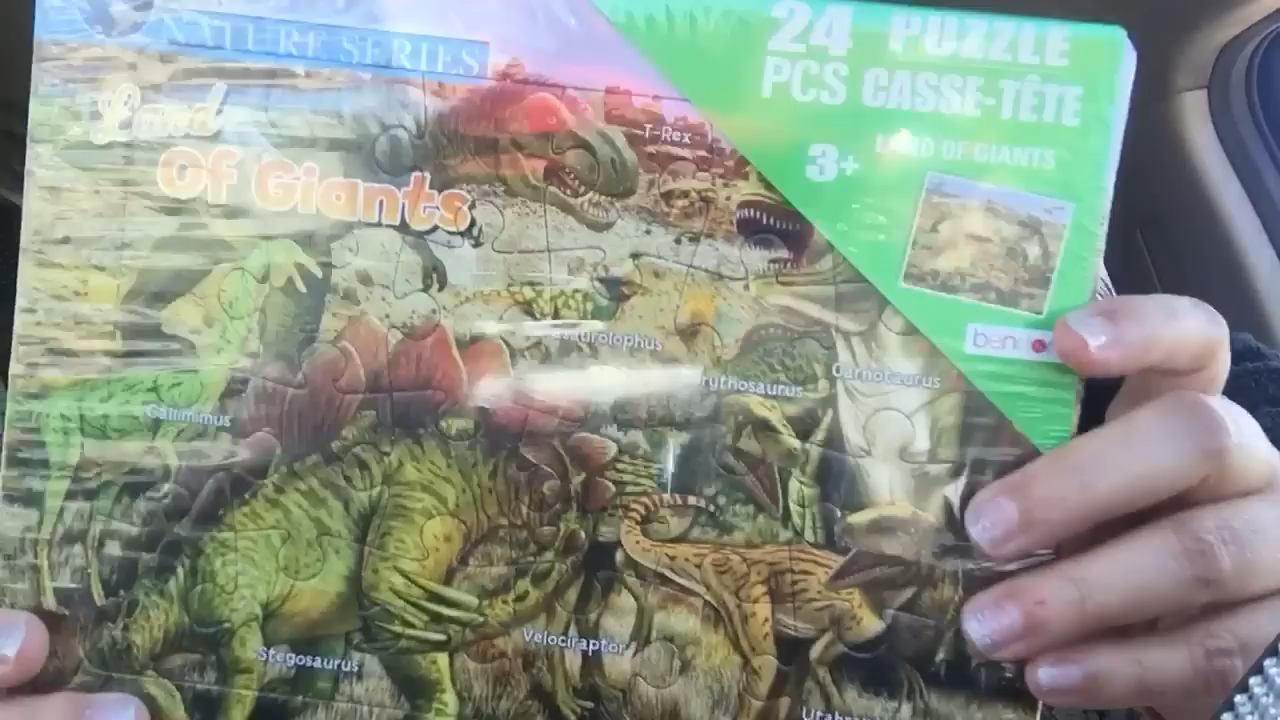 NATURE SERIES
Land
Of Giants
24 PUZZLE
PCS CASSE-TÊTE
3+
LAND OF GIANTS
T-Rex
Carnotaurus
Gallimimus
Stegosaurus
Velociraptor